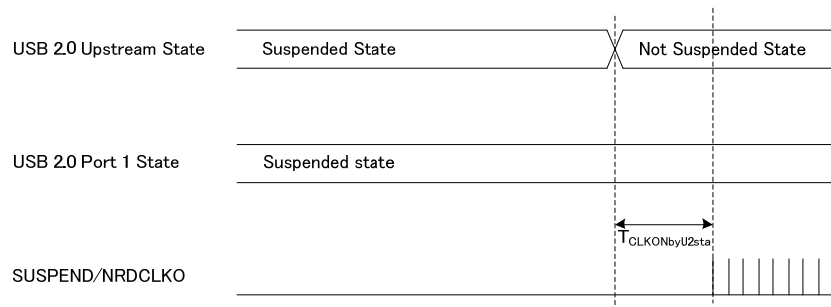 USB 2.0 Upstream State
Suspended State
Not Suspended State
USB 2.0 Port 1 State
Suspended state
TCLKONbyU2sta
SUSPEND/NRDCLKO